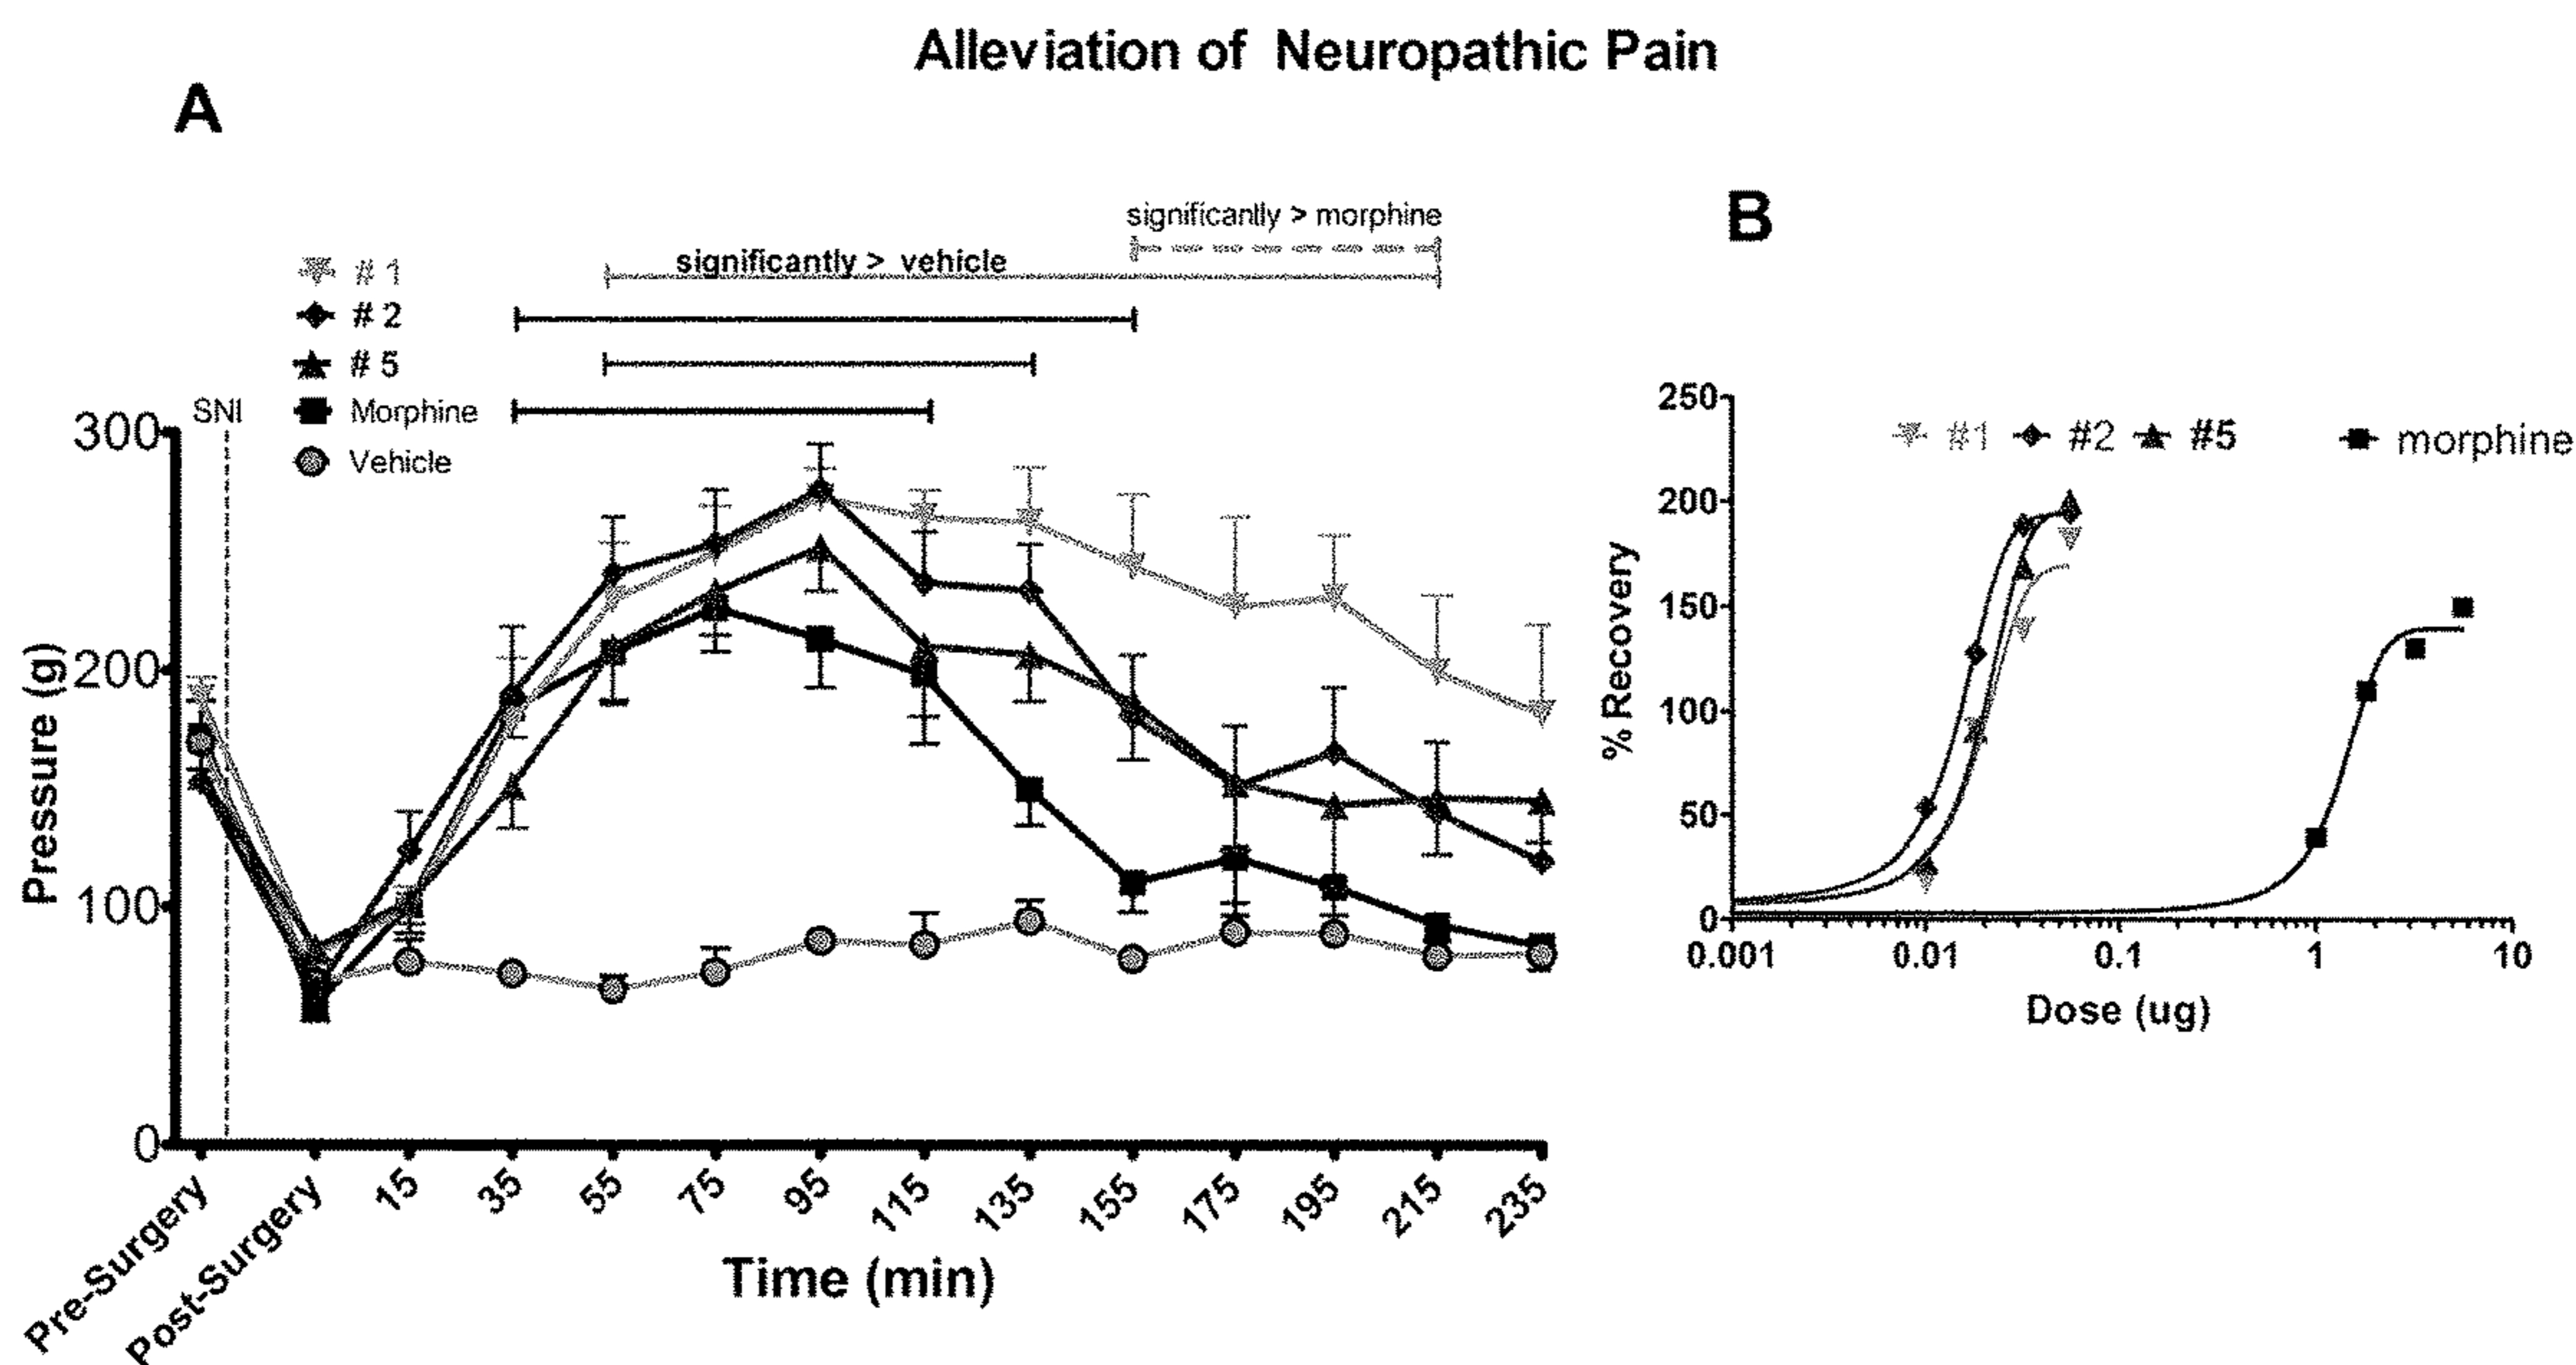 Alleviation of Neuropathic Pain
A
significantly > morphine
significantly > vehicle
# 1
# 2
# 5
Morphine
Vehicle
SNI
300
200
100
0
Pressure (g)
Pre-Surgery
Post-Surgery
15
35
55
75
95
115
135
155
175
195
215
235
Time (min)
B
#1 #2 #5 morphine
250
200
150
100
50
0
% Recovery
0.001 0.01 0.1 1 10
Dose (ug)